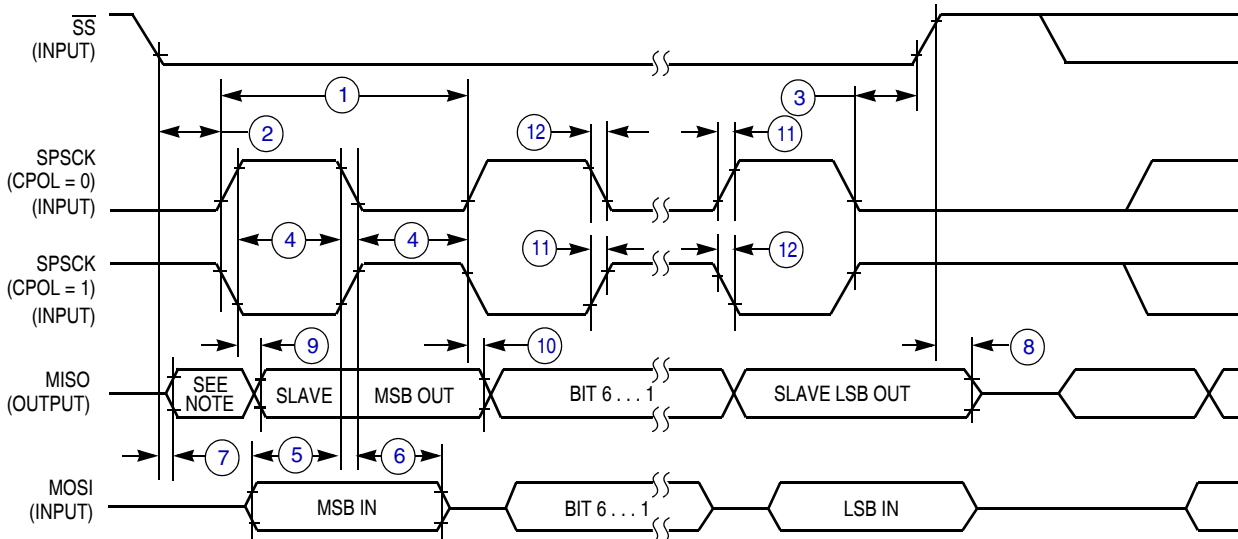 SS
(INPUT)
1
3
2
12
11
SPSCK
(CPOL = 0)
(INPUT)
4
4
11
12
SPSCK
(CPOL = 1)
(INPUT)
9
10
8
MISO
(OUTPUT)
SEE
NOTE
SLAVE
MSB OUT
BIT 6 . . . 1
SLAVE LSB OUT
7
5
6
MOSI
(INPUT)
MSB IN
BIT 6 . . . 1
LSB IN